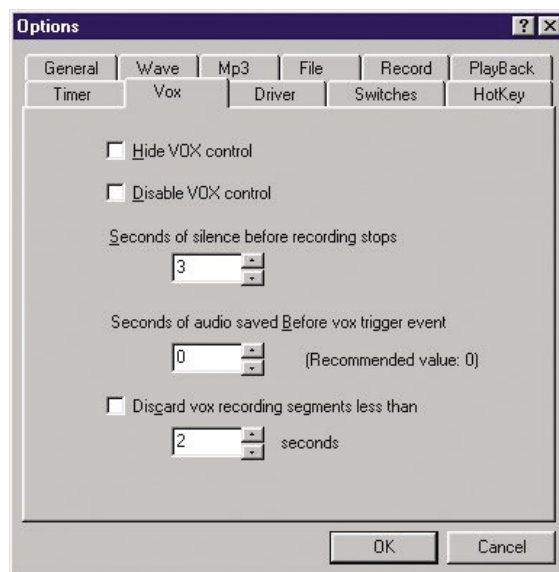 Options
General Wave Mp3 File Record PlayBack
Timer Vox Driver Switches HotKey
Hide VOX control
Disable VOX control
Seconds of silence before recording stops
3
Seconds of audio saved Before vox trigger event
0 (Recommended value: 0)
Discard vox recording segments less than
2 seconds
OK Cancel